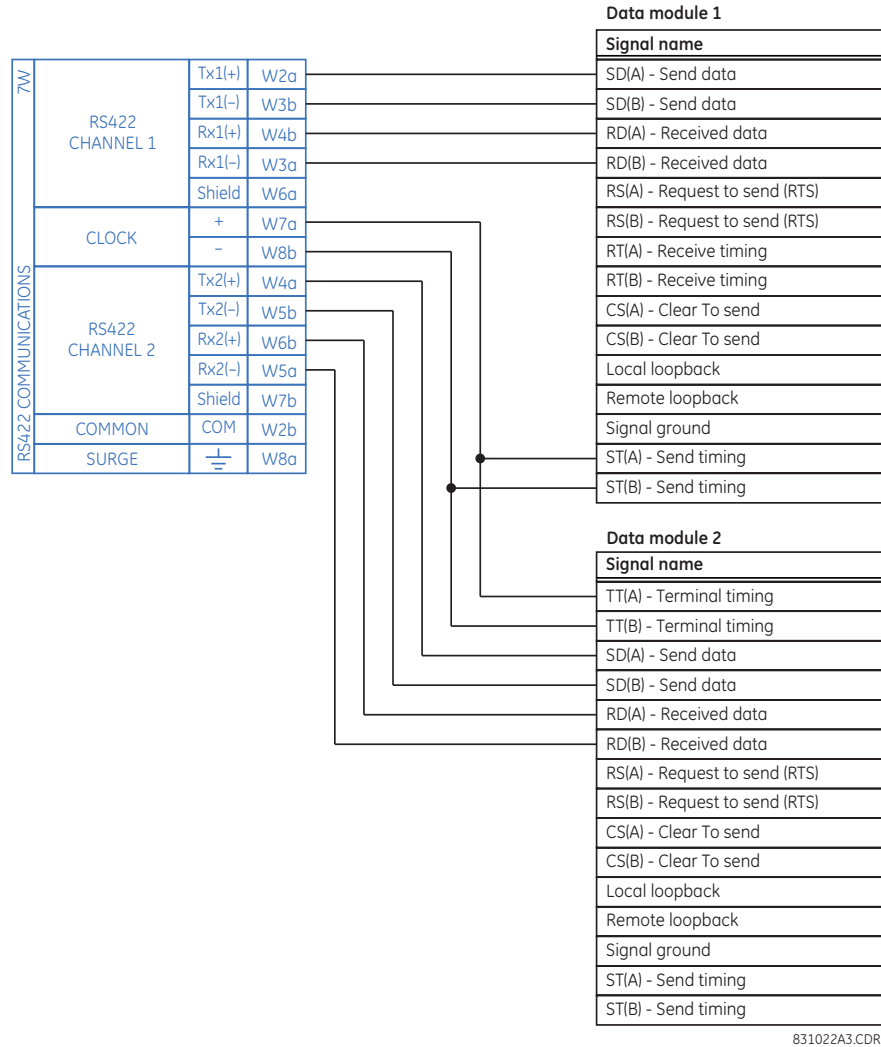 Data module 1
Signal name
SD(A) - Send data
SD(B) - Send data
RD(A) - Received data
RD(B) - Received data
RS(A) - Request to send (RTS)
RS(B) - Request to send (RTS)
RT(A) - Receive timing
RT(B) - Receive timing
CS(A) - Clear To send
CS(B) - Clear To send
Local loopback
Remote loopback
Signal ground
ST(A) - Send timing
ST(B) - Send timing
7W
RS422 COMMUNICATIONS
RS422
CHANNEL 1
Tx1(+) W2a
Tx1(–) W3b
Rx1(+) W4b
Rx1(–) W3a
Shield W6a
CLOCK
+ W7a
– W8b
RS422
CHANNEL 2
Tx2(+) W4a
Tx2(–) W5b
Rx2(+) W6b
Rx2(–) W5a
Shield W7b
COMMON COM W2b
SURGE W8a
Data module 2
Signal name
TT(A) - Terminal timing
TT(B) - Terminal timing
SD(A) - Send data
SD(B) - Send data
RD(A) - Received data
RD(B) - Received data
RS(A) - Request to send (RTS)
RS(B) - Request to send (RTS)
CS(A) - Clear To send
CS(B) - Clear To send
Local loopback
Remote loopback
Signal ground
ST(A) - Send timing
ST(B) - Send timing
831022A3.CDR